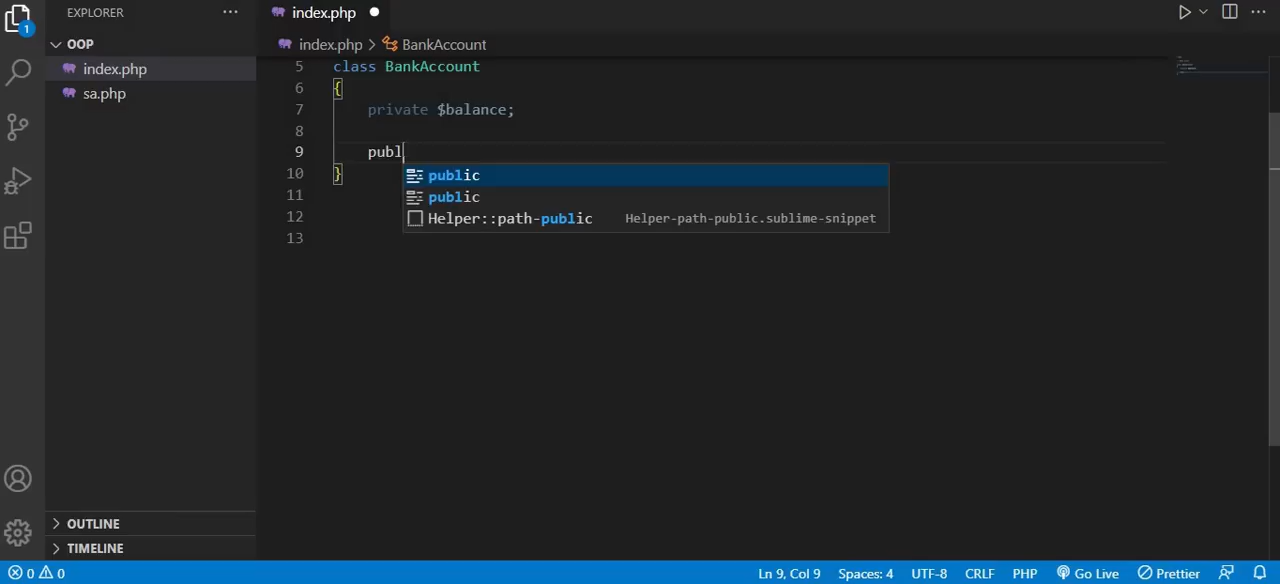 EXPLORER
index.php
1
OOP
index.php > BankAccount
index.php
sa.php
5 class BankAccount
6 {
7 private $balance;
8
9 publ
10 }
11
12
13
public
public
Helper::path-public Helper-path-public.sublime-snippet
OUTLINE
TIMELINE
0 0 Ln 9, Col 9 Spaces: 4 UTF-8 CRLF PHP Go Live Prettier